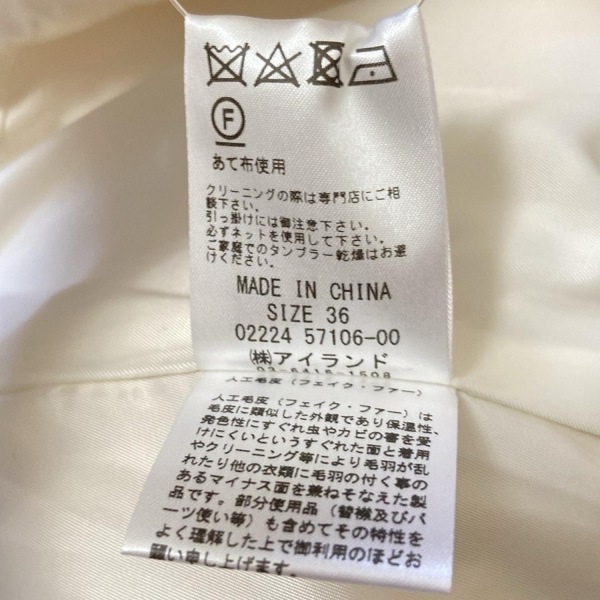 F
あて布使用
クリーニングの際は専門店にご相
談下さい。
引っ掛けには御注意下さい。
必ずネットを使用して下さい。
ご家庭でのタンブラー乾燥はお避
けください。
MADE IN CHINA
SIZE 36
02224 57106-00
(株)アイランド
03-6416-1508
人工毛皮(フェイク・ファー)
人工毛皮(フェイク・ファー)は
毛皮に類似した外観であり保温性、
発色性にすぐれ虫やカビの害を受
けにくいというすぐれた面と着用
やクリーニング等により毛羽が乱
れたり他の衣類に毛羽の付く事の
あるマイナス面を兼ねそなえた製
品です。部分使用品(替襟及びパ
ーツ使い等)も含めてその特性を
よく理解した上で御利用のほどお
願い申し上げます。